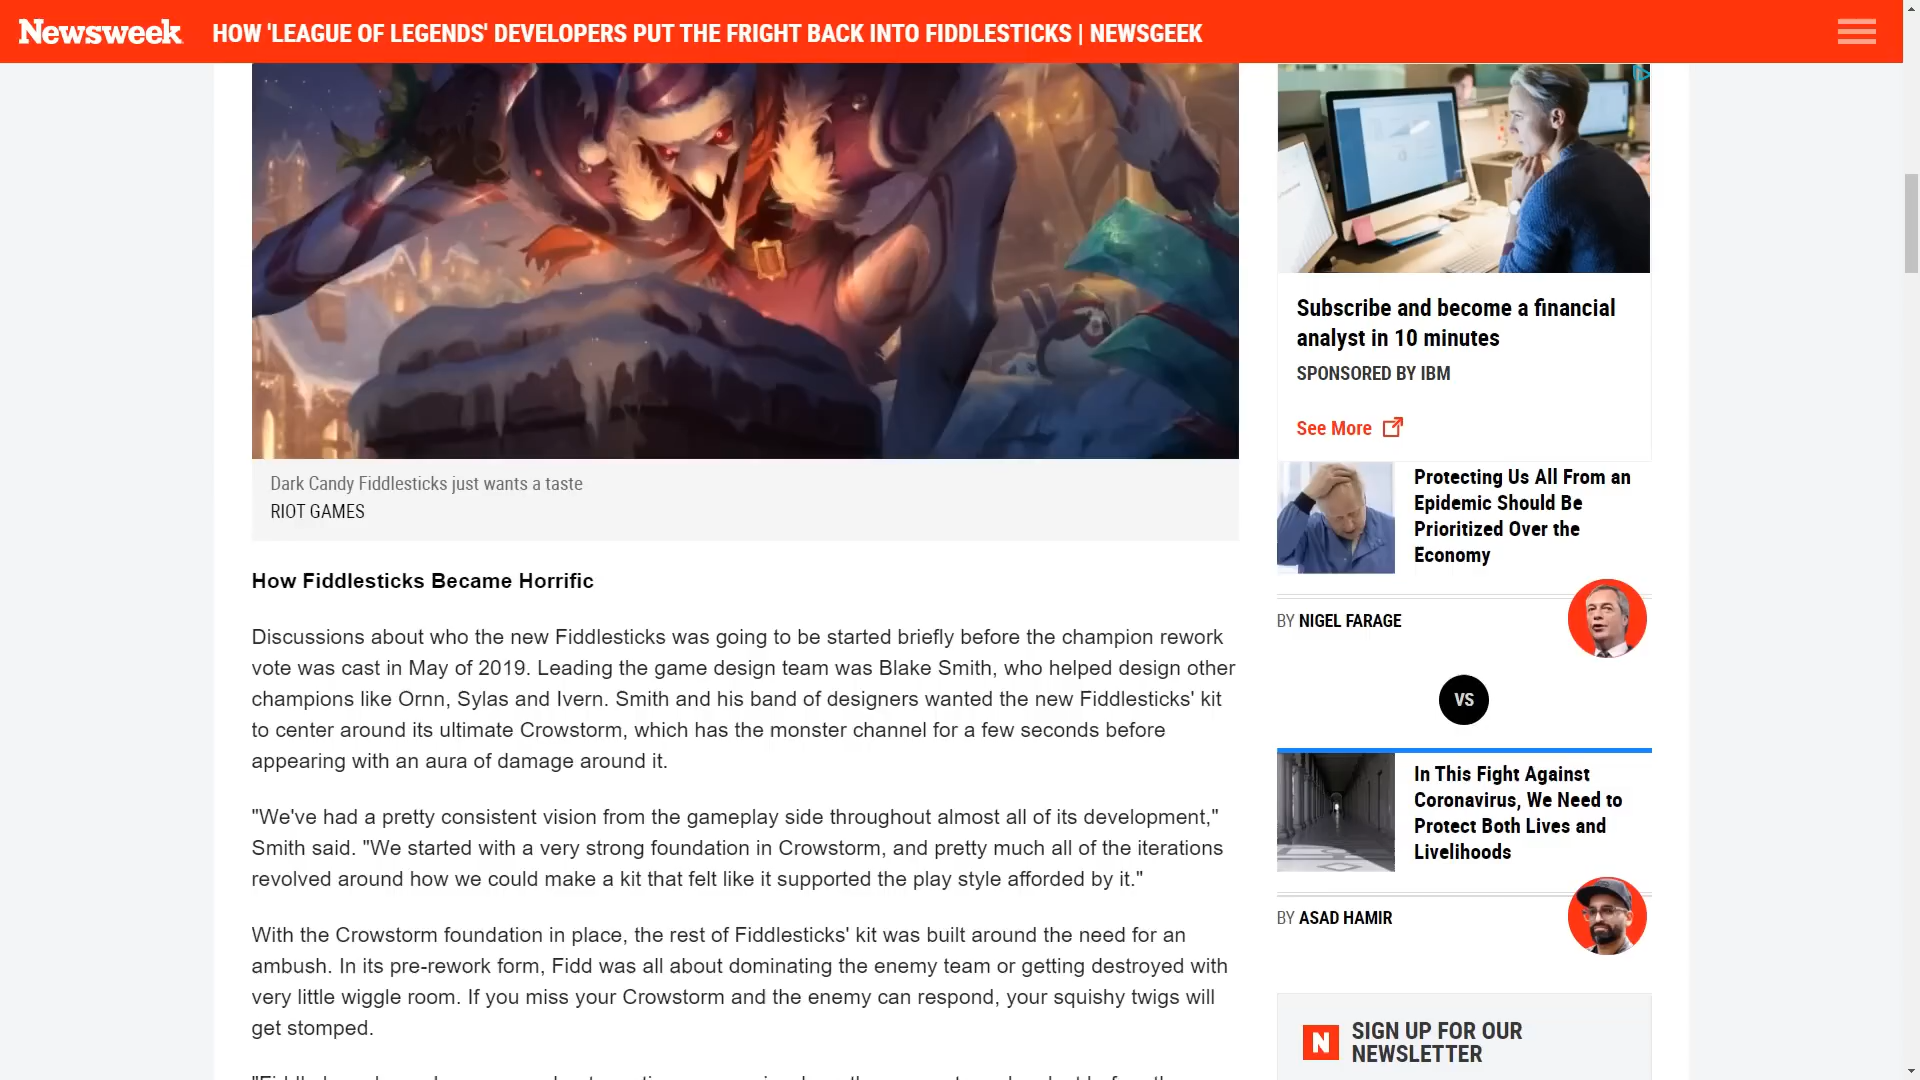 Newsweek
HOW 'LEAGUE OF LEGENDS' DEVELOPERS PUT THE FRIGHT BACK INTO FIDDLESTICKS | NEWSGEEK
Dark Candy Fiddlesticks just wants a taste
RIOT GAMES
How Fiddlesticks Became Horrific
Discussions about who the new Fiddlesticks was going to be started briefly before the champion rework
vote was cast in May of 2019. Leading the game design team was Blake Smith, who helped design other
champions like Ornn, Sylas and Ivern. Smith and his band of designers wanted the new Fiddlesticks' kit
to center around its ultimate Crowstorm, which has the monster channel for a few seconds before
appearing with an aura of damage around it.
"We've had a pretty consistent vision from the gameplay side throughout almost all of its development,"
Smith said. "We started with a very strong foundation in Crowstorm, and pretty much all of the iterations
revolved around how we could make a kit that felt like it supported the play style afforded by it."
With the Crowstorm foundation in place, the rest of Fiddlesticks' kit was built around the need for an
ambush. In its pre-rework form, Fidd was all about dominating the enemy team or getting destroyed with
very little wiggle room. If you miss your Crowstorm and the enemy can respond, your squishy twigs will
get stomped.
Subscribe and become a financial
analyst in 10 minutes
SPONSORED BY IBM
See More
Protecting Us All From an
Epidemic Should Be
Prioritized Over the
Economy
BY NIGEL FARAGE
VS
In This Fight Against
Coronavirus, We Need to
Protect Both Lives and
Livelihoods
BY ASAD HAMIR
N
SIGN UP FOR OUR
NEWSLETTER